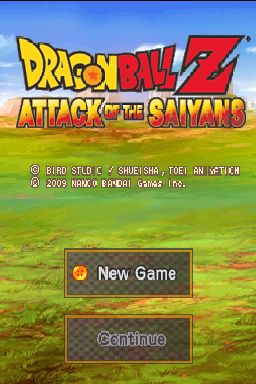 DRAGON BALL Z
ATTACK OF THE SAIYANS
© BIRD STUDIO / SHUEISHA, TOEI ANIMATION
© 2009 NAMCO BANDAI Games Inc.
New Game
Continue